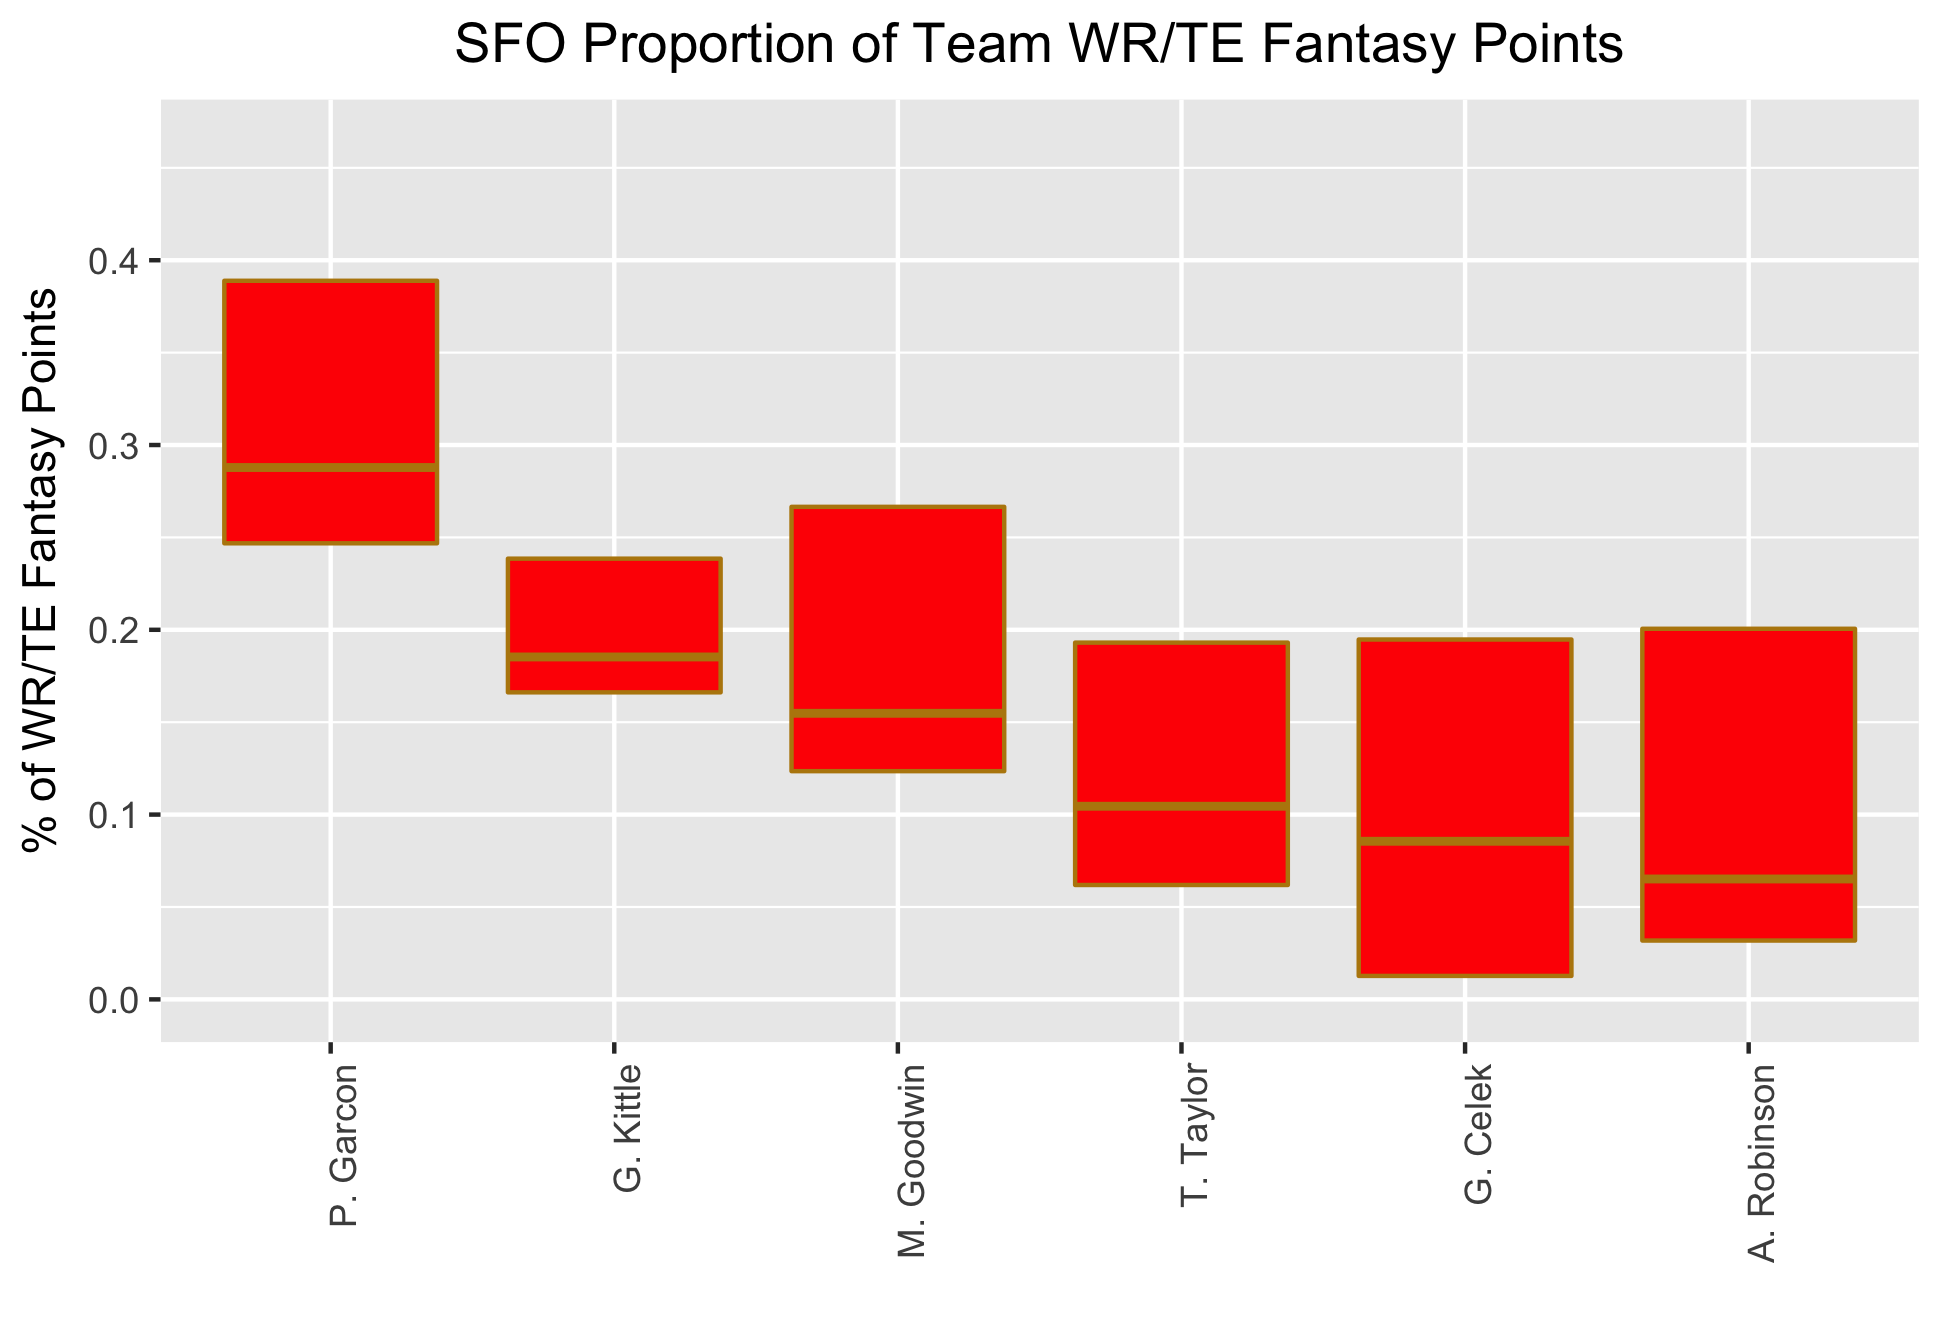 SFO Proportion of Team WR/TE Fantasy Points
% of WR/TE Fantasy Points
0.4
0.3
0.2
0.1
0.0
P. Garcon
G. Kittle
M. Goodwin
T. Taylor
G. Celek
A. Robinson